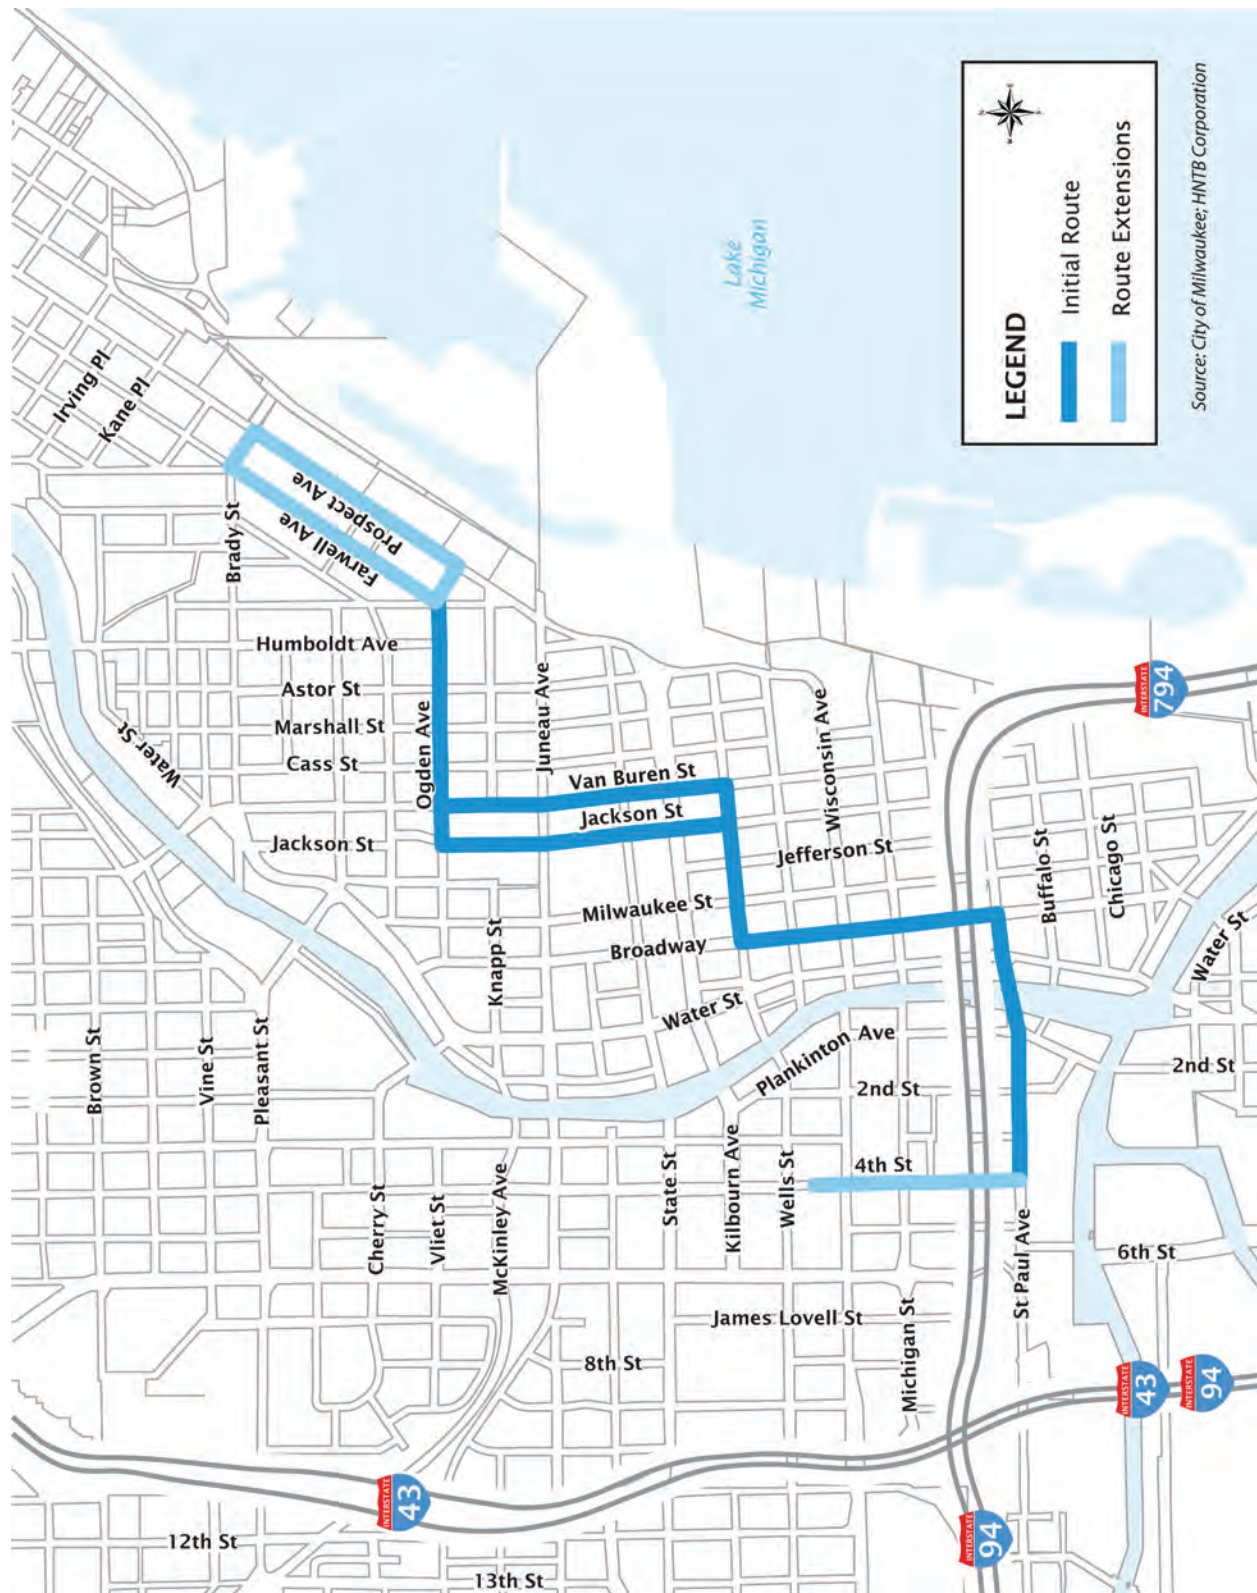 Irving Pl
Kane Pl
Brady St
Prospect Ave
Farwell Ave
Humboldt Ave
Astor St
Marshall St
Cass St
Jackson St
Water St
Ogden Ave
Juneau Ave
Van Buren St
Jackson St
Wisconsin Ave
Jefferson St
Milwaukee St
Broadway
Knapp St
Water St
Buffalo St
Chicago St
Water St
Lake
Michigan
LEGEND
Initial Route
Route Extensions
Source: City of Milwaukee; HNTB Corporation
INTERSTATE
794
Brown St
Vine St
Pleasant St
Plankinton Ave
2nd St
2nd St
4th St
Cherry St
Vliet St
McKinley Ave
State St
Kilbourn Ave
Wells St
St Paul Ave
6th St
James Lovell St
Michigan St
8th St
INTERSTATE
43
INTERSTATE
94
INTERSTATE
43
INTERSTATE
94
12th St
13th St